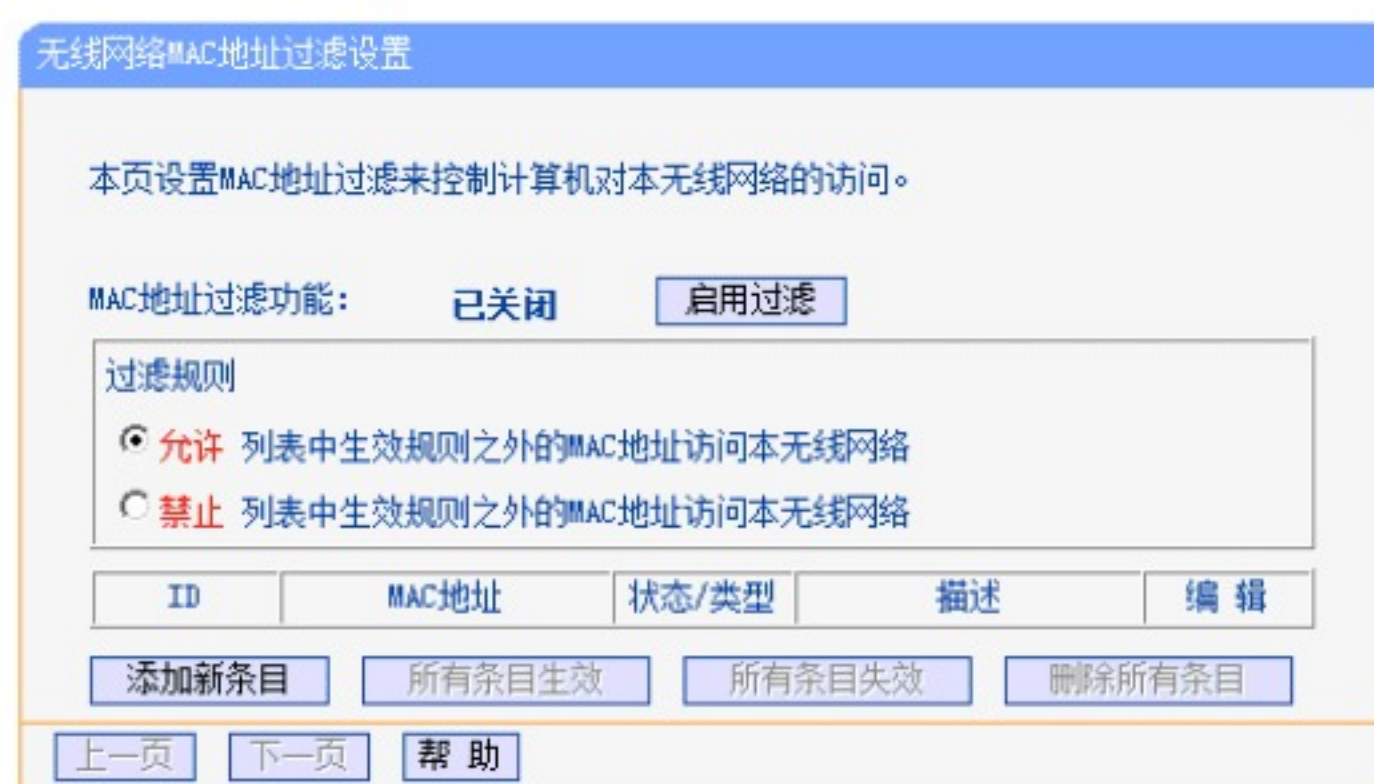 无线网络MAC地址过滤设置
本页设置MAC地址过滤来控制计算机对本无线网络的访问。
MAC地址过滤功能： 已关闭 启用过滤
过滤规则
允许 列表中生效规则之外的MAC地址访问本无线网络
禁止 列表中生效规则之外的MAC地址访问本无线网络
ID MAC地址 状态/类型 描述 编 辑
添加新条目 所有条目生效 所有条目失效 删除所有条目
上一页 下一页 帮 助